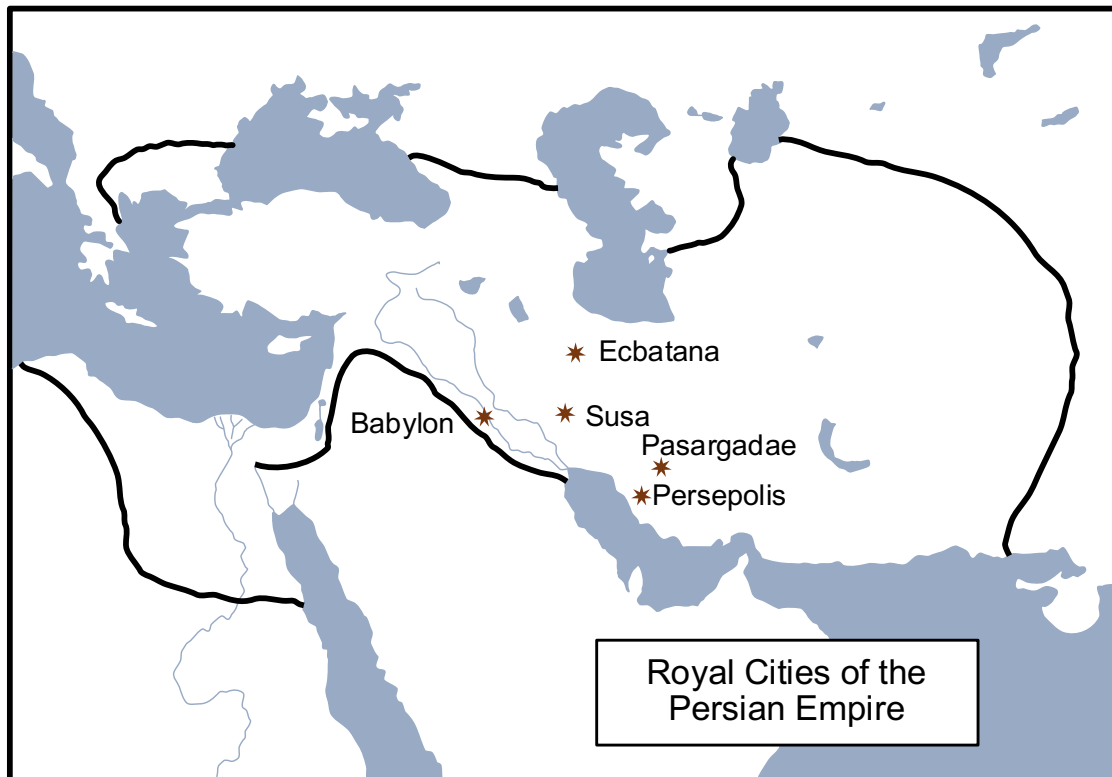 Ecbatana
Babylon
Susa
Pasargadae
Persepolis
Royal Cities of the
Persian Empire